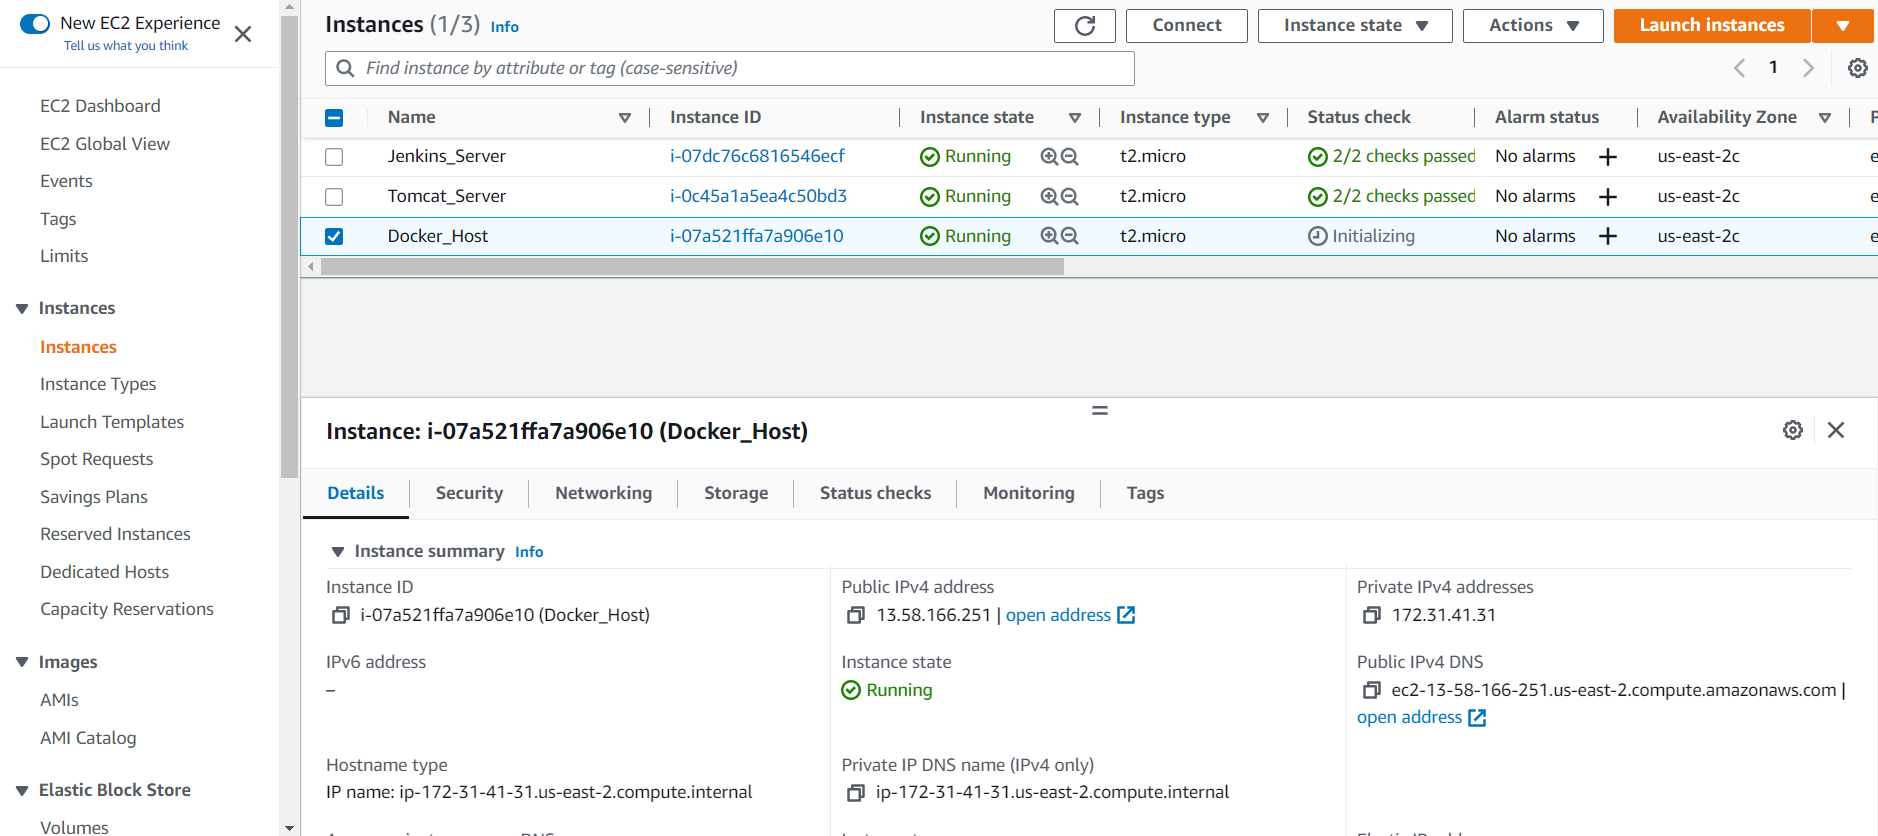 New EC2 Experience
Tell us what you think
EC2 Dashboard
EC2 Global View
Events
Tags
Limits
Instances
Instances
Instance Types
Launch Templates
Spot Requests
Savings Plans
Reserved Instances
Dedicated Hosts
Capacity Reservations
Images
AMIs
AMI Catalog
Elastic Block Store
Volumes
Instances (1/3) Info
Connect
Instance state
Actions
Launch instances
Find instance by attribute or tag (case-sensitive)
1
Name Instance ID Instance state Instance type Status check Alarm status Availability Zone
Jenkins_Server i-07dc76c6816546ecf Running t2.micro 2/2 checks passed No alarms + us-east-2c
Tomcat_Server i-0c45a1a5ea4c50bd3 Running t2.micro 2/2 checks passed No alarms + us-east-2c
Docker_Host i-07a521ffa7a906e10 Running t2.micro Initializing No alarms + us-east-2c
Instance: i-07a521ffa7a906e10 (Docker_Host)
Details Security Networking Storage Status checks Monitoring Tags
Instance summary Info
Instance ID
i-07a521ffa7a906e10 (Docker_Host)
Public IPv4 address
13.58.166.251 | open address
Private IPv4 addresses
172.31.41.31
IPv6 address
–
Instance state
Running
Public IPv4 DNS
ec2-13-58-166-251.us-east-2.compute.amazonaws.com |
open address
Hostname type
IP name: ip-172-31-41-31.us-east-2.compute.internal
Private IP DNS name (IPv4 only)
ip-172-31-41-31.us-east-2.compute.internal